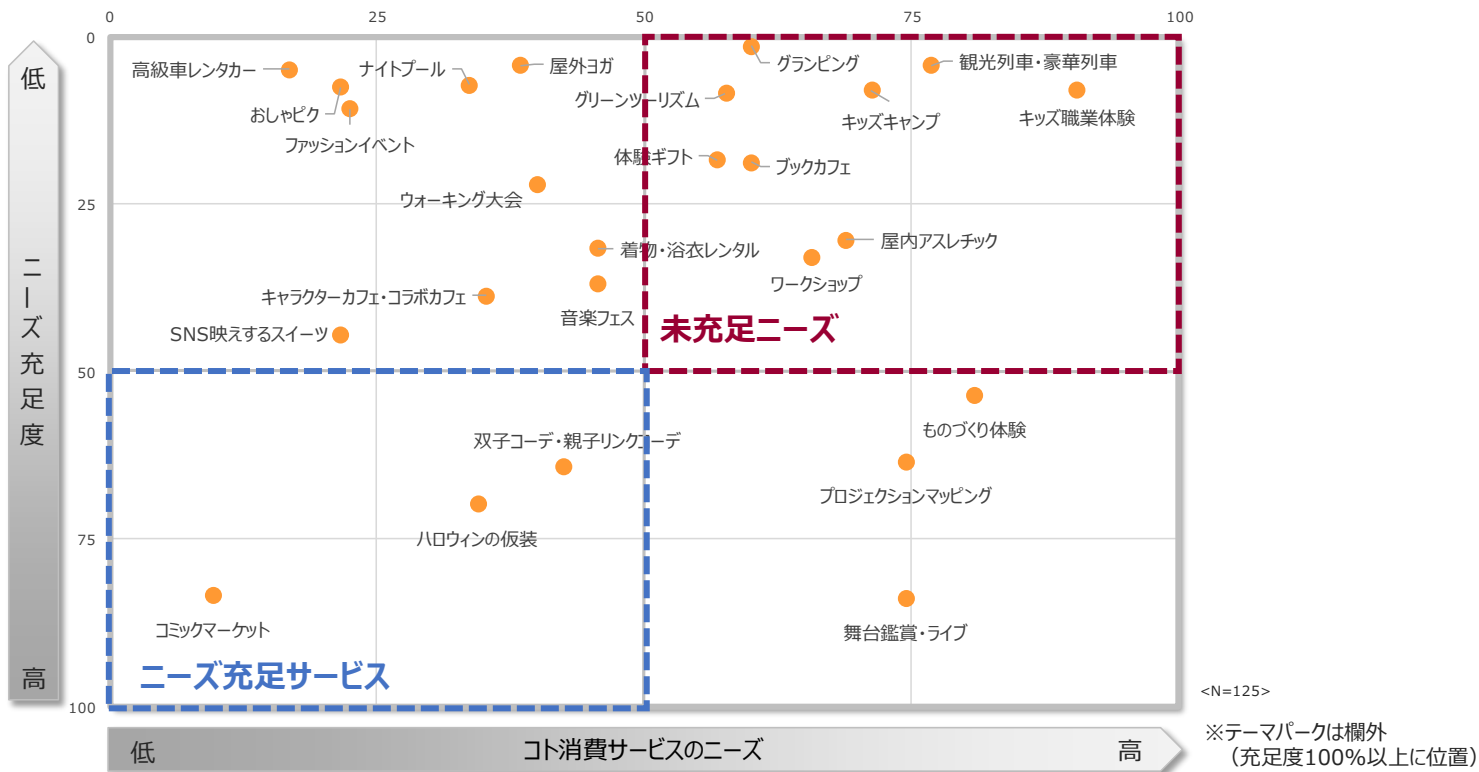 0
25
50
75
100
0
低
高級車レンタカー
ナイトプール
屋外ヨガ
グランピング
観光列車・豪華列車
おしゃピク
グリーンツーリズム
キッズキャンプ
キッズ職業体験
ファッションイベント
体験ギフト
ブックカフェ
ウォーキング大会
25
着物・浴衣レンタル
屋内アスレチック
ワークショップ
キャラクターカフェ・コラボカフェ
音楽フェス
SNS映えするスイーツ
未充足ニーズ
ニーズ充足度
50
ものづくり体験
双子コーデ・親子リンクコーデ
プロジェクションマッピング
ハロウィンの仮装
75
コミックマーケット
舞台鑑賞・ライブ
ニーズ充足サービス
高
100
<N=125>
低
コト消費サービスのニーズ
高
※テーマパークは欄外
（充足度100%以上に位置）